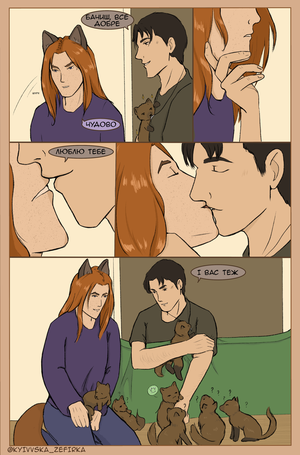 БАЧИШ, ВСЕ
ДОБРЕ
ЧУДОВО
ЛЮБЛЮ ТЕБЕ
І ВАС ТЕЖ
@KYIVVSKA_ZEFIRKA